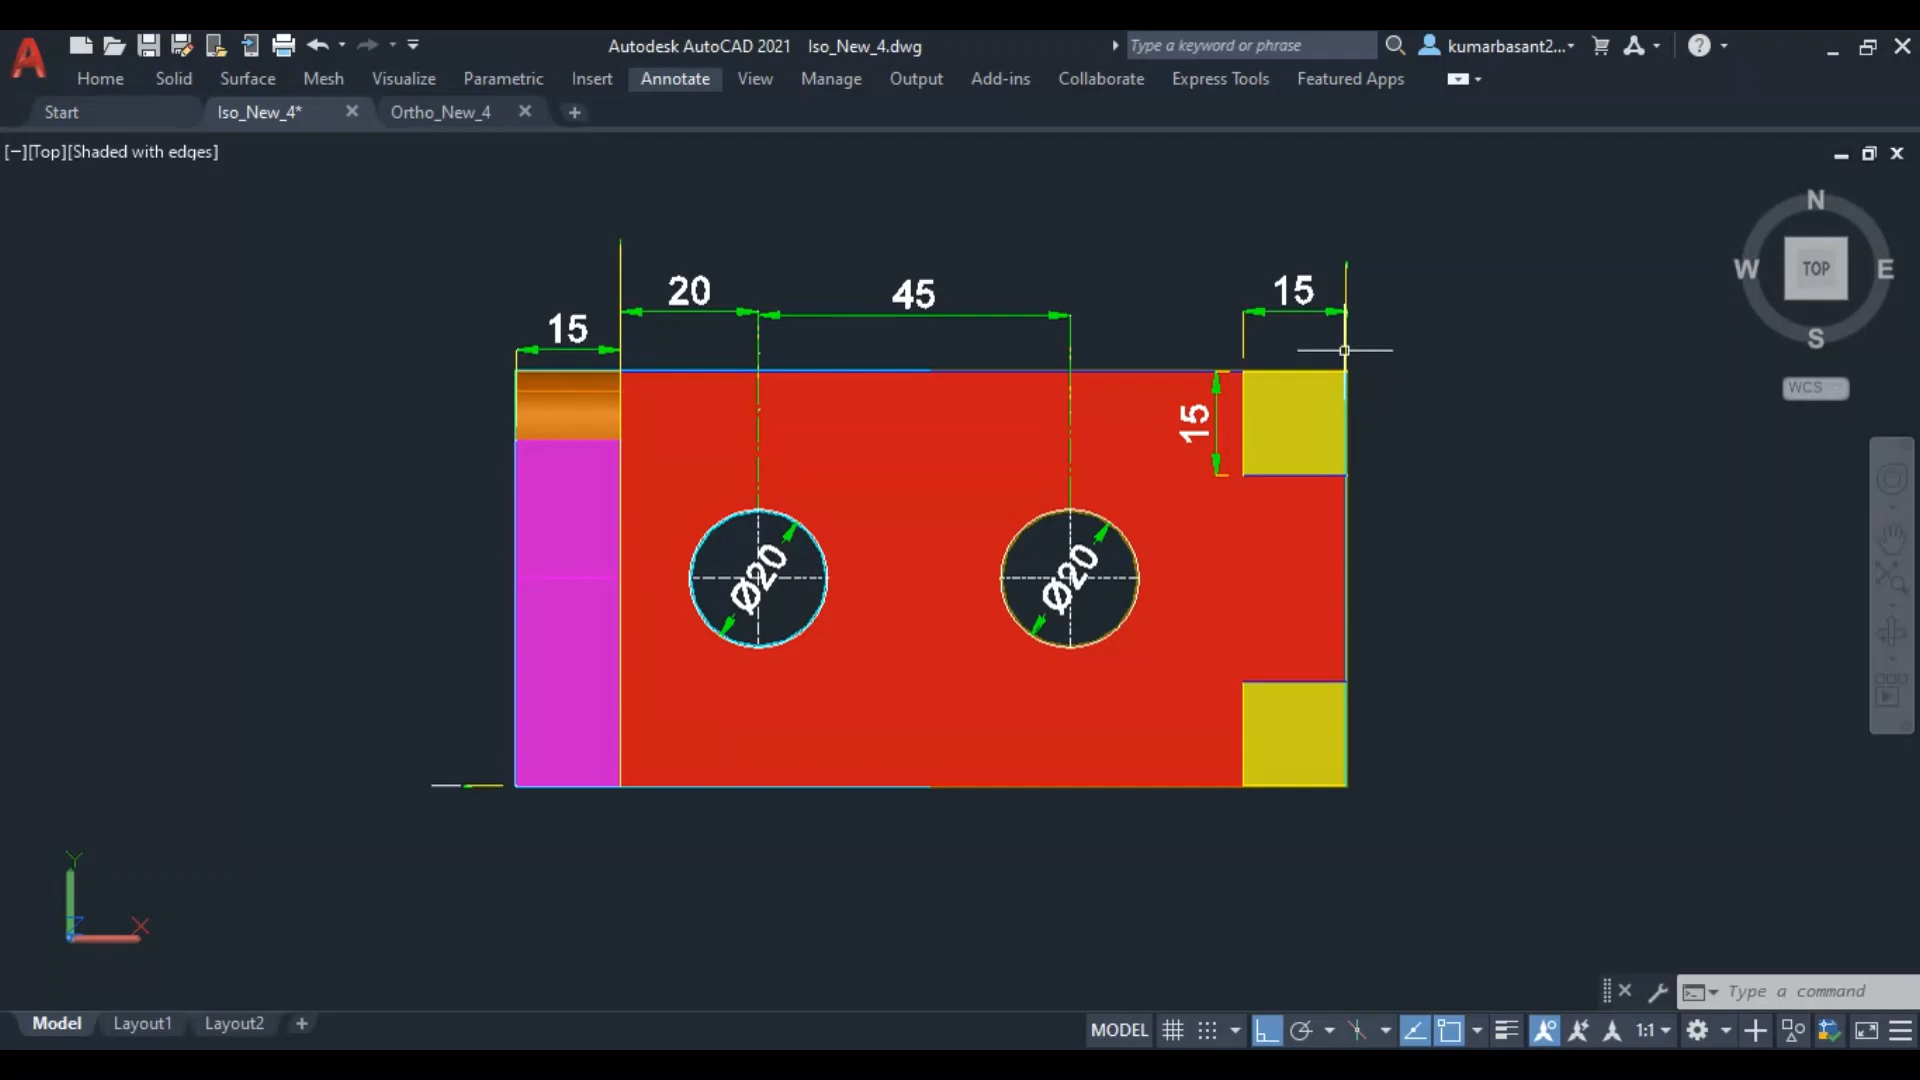 A Autodesk AutoCAD 2021 Iso_New_4.dwg Type a keyword or phrase kumarbasant2... ?
Home Solid Surface Mesh Visualize Parametric Insert Annotate View Manage Output Add-ins Collaborate Express Tools Featured Apps
Start Iso_New_4* Ortho_New_4
[−][Top][Shaded with edges]
N
W TOP E
S
WCS
20 45 15
15
15
Ø20 Ø20
Y
Z X
Type a command
Model Layout1 Layout2
MODEL 1:1